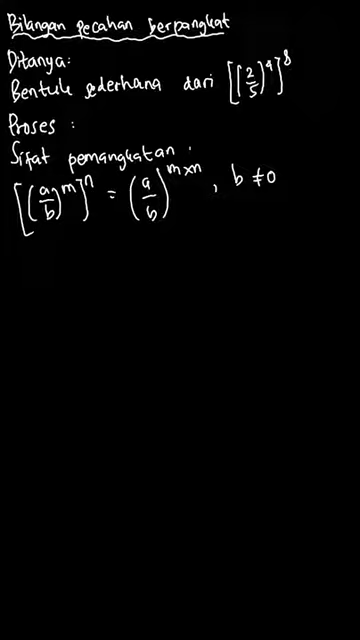 Bilangan pecahan berpangkat
Ditanya:
Bentuk sederhana dari [(2/5)^4]^8
Proses :
Sifat pemangkatan :
[(a/b)^m]^n = (a/b)^m×n , b ≠ 0